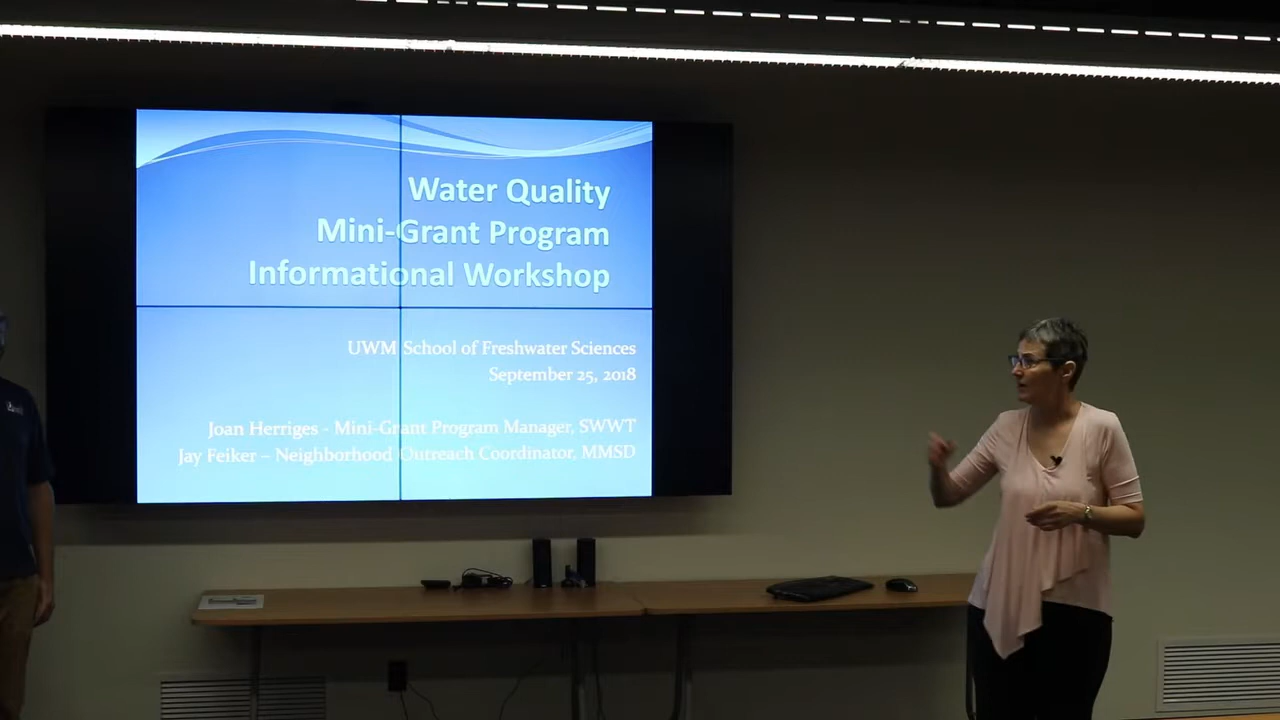 Water Quality
Mini-Grant Program
Informational Workshop
UWM School of Freshwater Sciences
September 25, 2018
Joan Herriges - Mini-Grant Program Manager, SWWT
Jay Feiker – Neighborhood Outreach Coordinator, MMSD